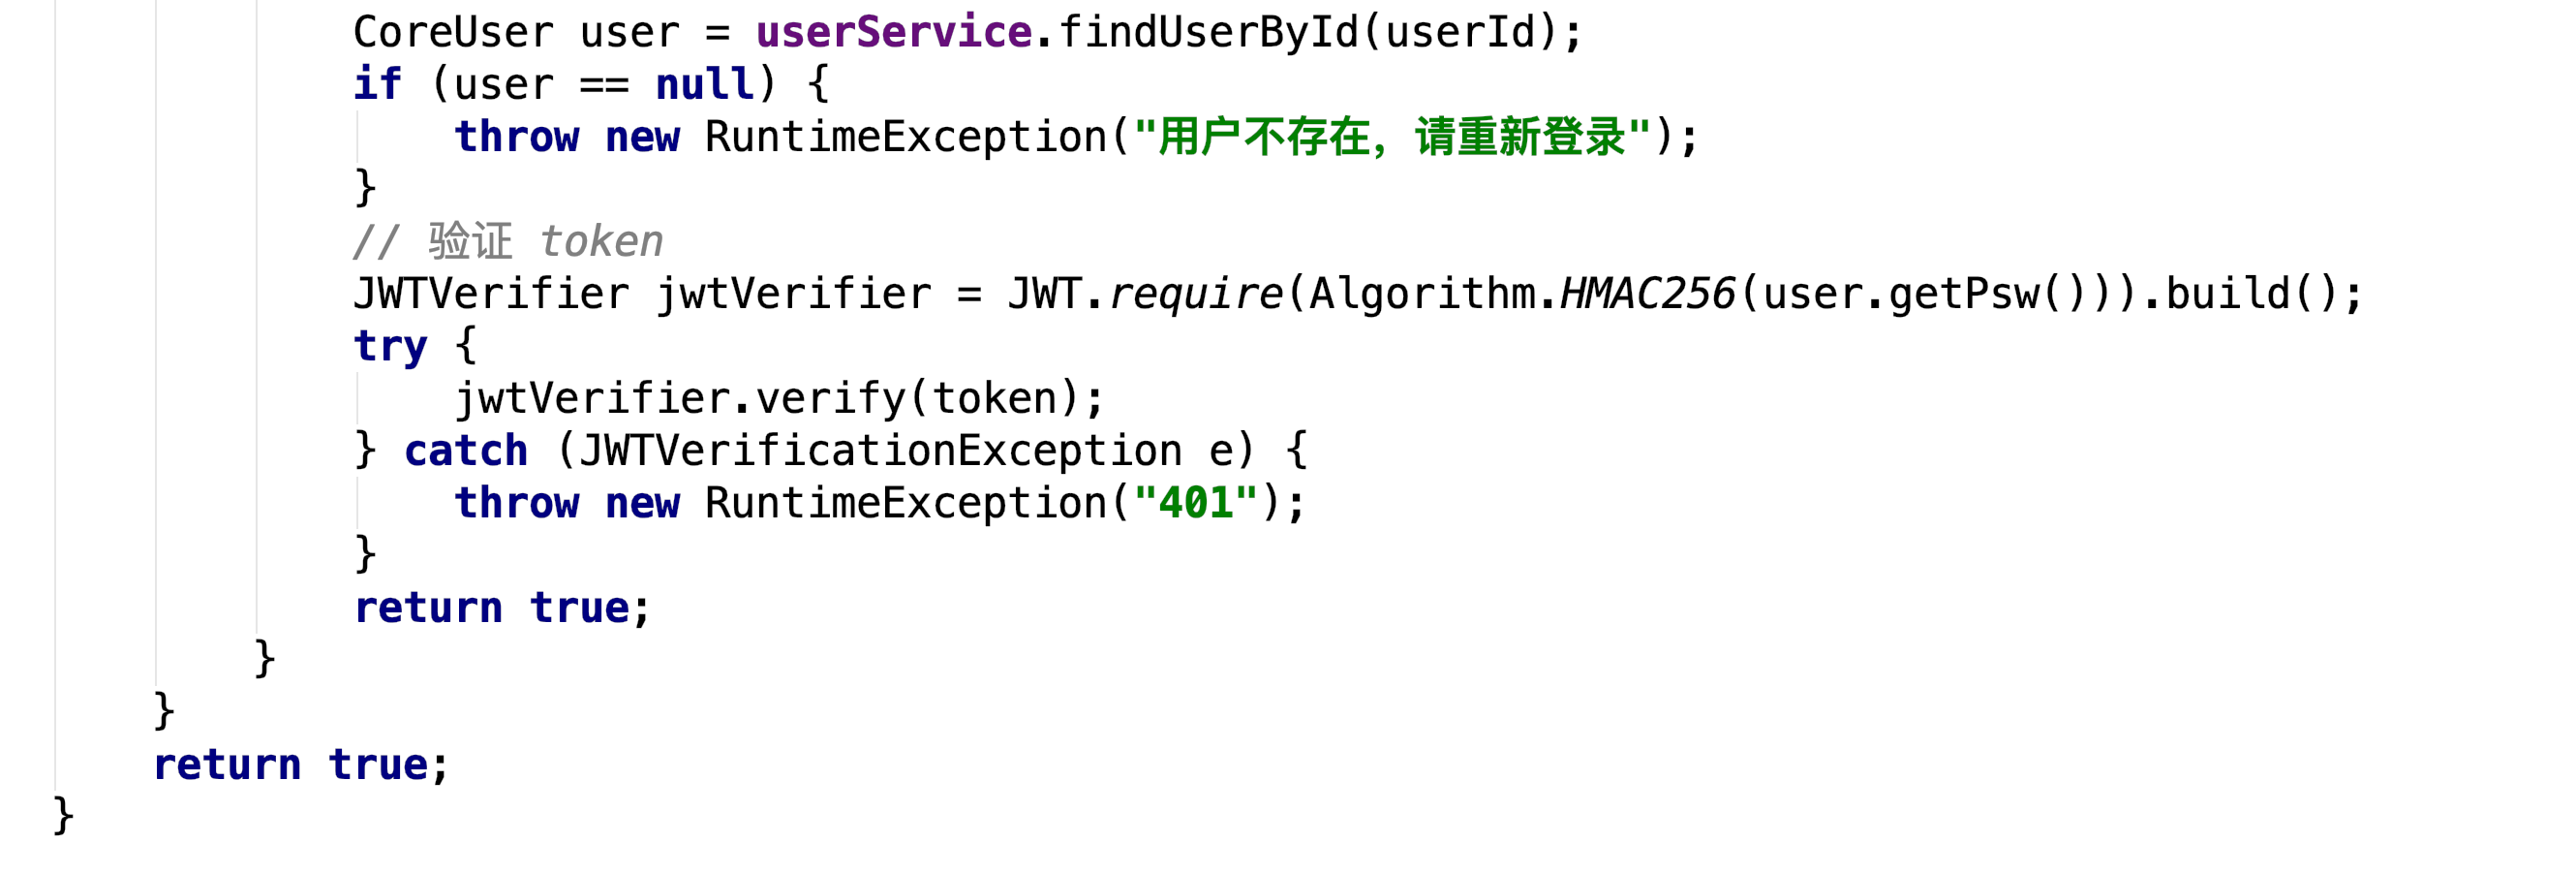 CoreUser user = userService.findUserById(userId);
if (user == null) {
throw new RuntimeException("用户不存在，请重新登录");
}
// 验证 token
JWTVerifier jwtVerifier = JWT.require(Algorithm.HMAC256(user.getPsw())).build();
try {
jwtVerifier.verify(token);
} catch (JWTVerificationException e) {
throw new RuntimeException("401");
}
return true;
}
}
return true;
}